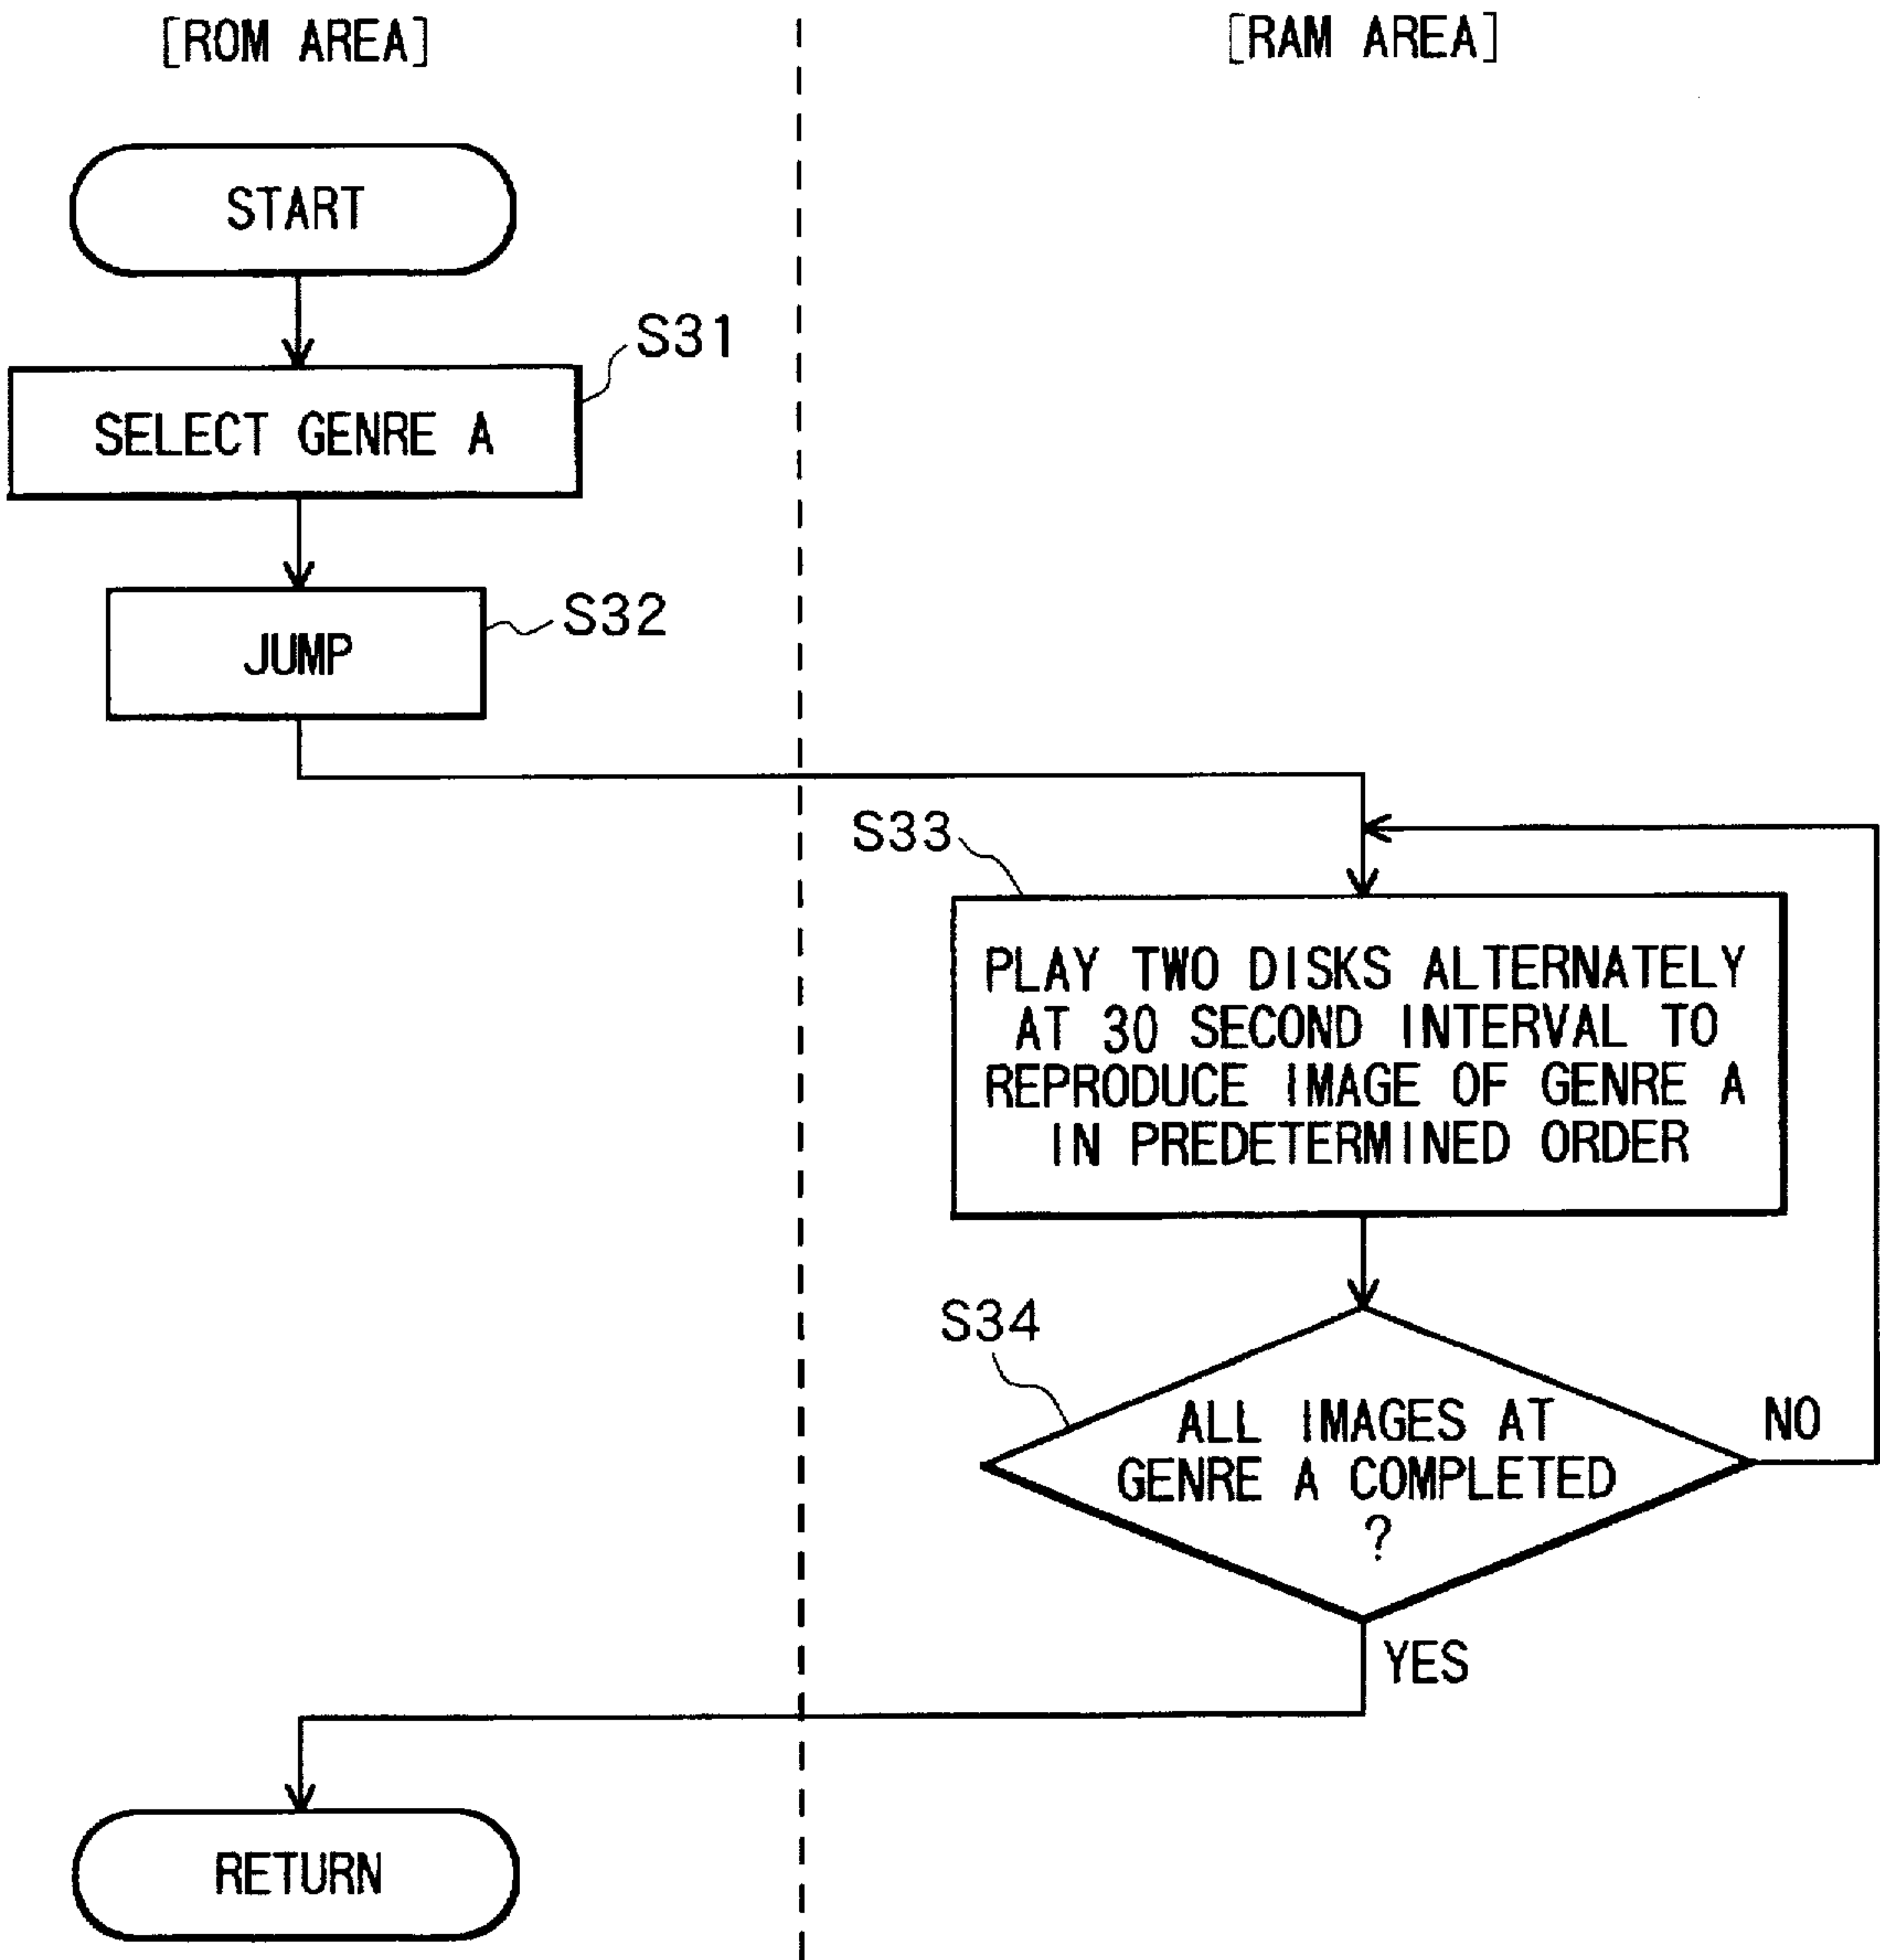 [ROM AREA]
[RAM AREA]
START
S31
SELECT GENRE A
S32
JUMP
S33
PLAY TWO DISKS ALTERNATELY
AT 30 SECOND INTERVAL TO
REPRODUCE IMAGE OF GENRE A
IN PREDETERMINED ORDER
S34
ALL IMAGES AT
GENRE A COMPLETED
?
NO
YES
RETURN